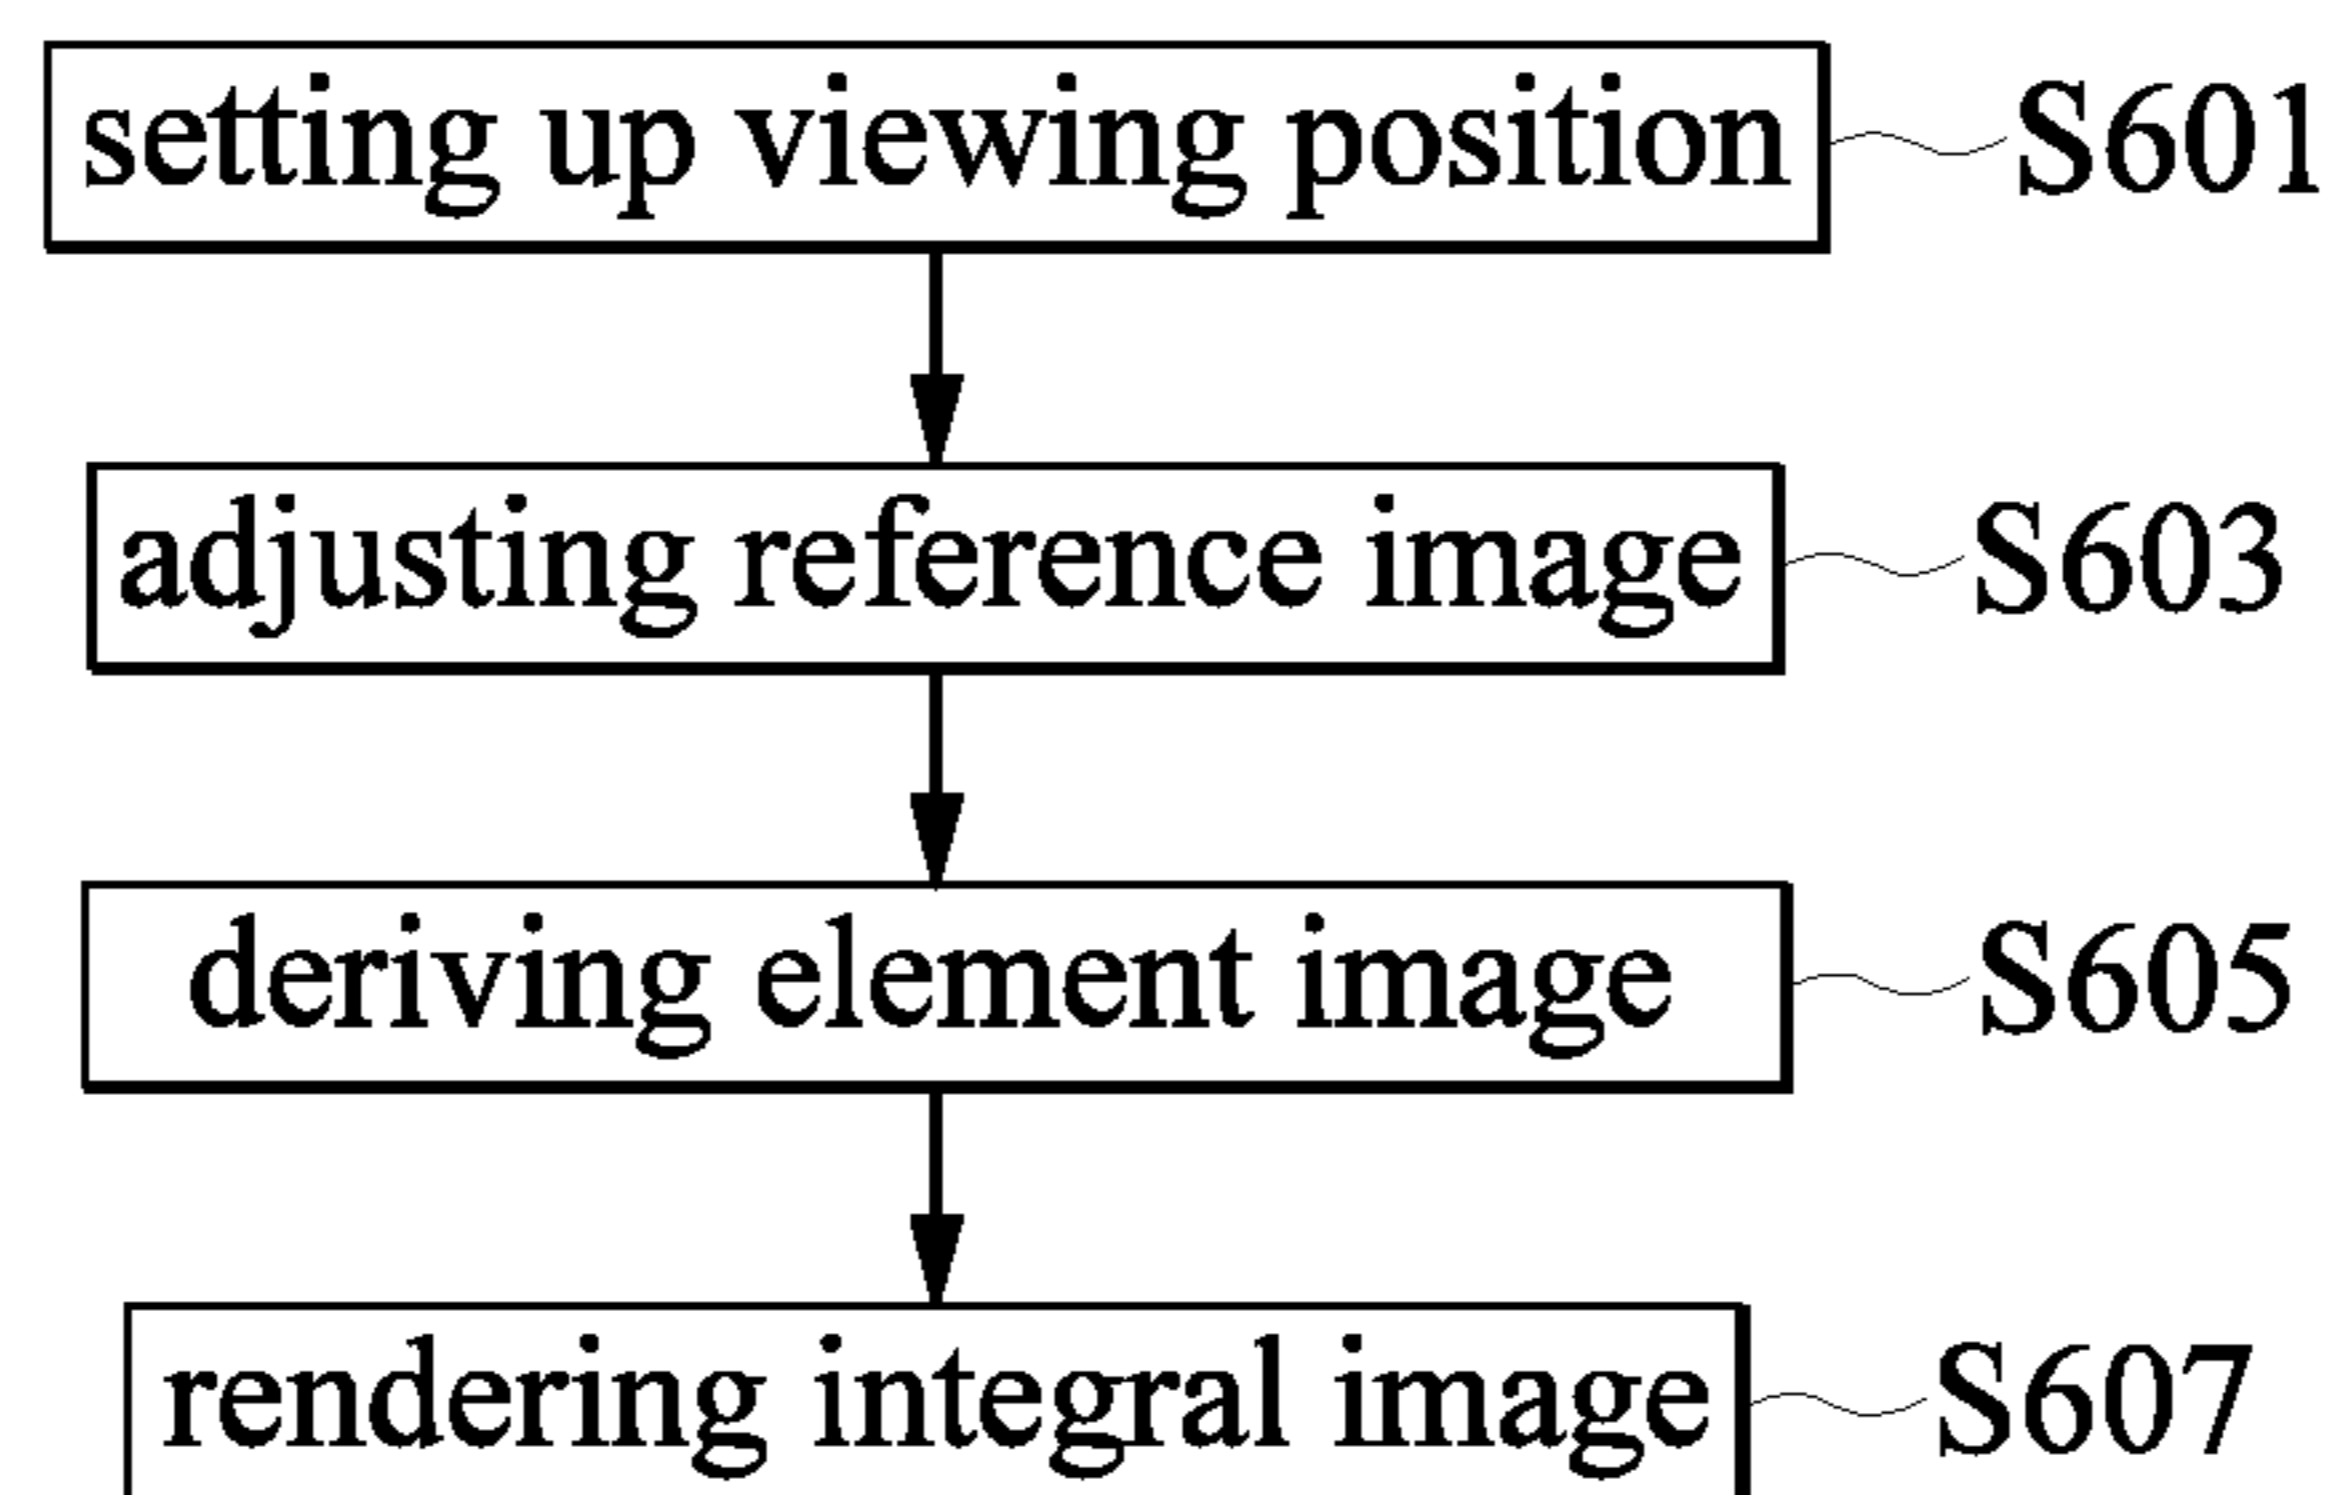 setting up viewing position S601
adjusting reference image S603
deriving element image S605
rendering integral image S607